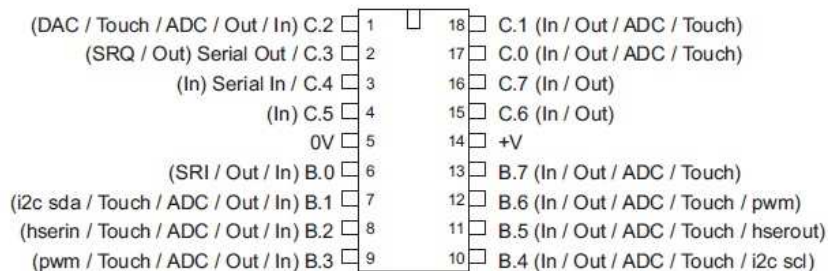 (DAC / Touch / ADC / Out / In) C.2 1 18 C.1 (In / Out / ADC / Touch)
(SRQ / Out) Serial Out / C.3 2 17 C.0 (In / Out / ADC / Touch)
(In) Serial In / C.4 3 16 C.7 (In / Out)
(In) C.5 4 15 C.6 (In / Out)
0V 5 14 +V
(SRI / Out / In) B.0 6 13 B.7 (In / Out / ADC / Touch)
(i2c sda / Touch / ADC / Out / In) B.1 7 12 B.6 (In / Out / ADC / Touch / pwm)
(hserin / Touch / ADC / Out / In) B.2 8 11 B.5 (In / Out / ADC / Touch / hserout)
(pwm / Touch / ADC / Out / In) B.3 9 10 B.4 (In / Out / ADC / Touch / i2c scl)